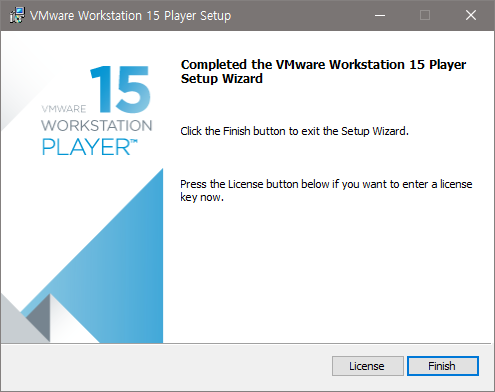 VMware Workstation 15 Player Setup
15
VMWARE
WORKSTATION
PLAYER™
Completed the VMware Workstation 15 Player
Setup Wizard
Click the Finish button to exit the Setup Wizard.
Press the License button below if you want to enter a license
key now.
License
Finish